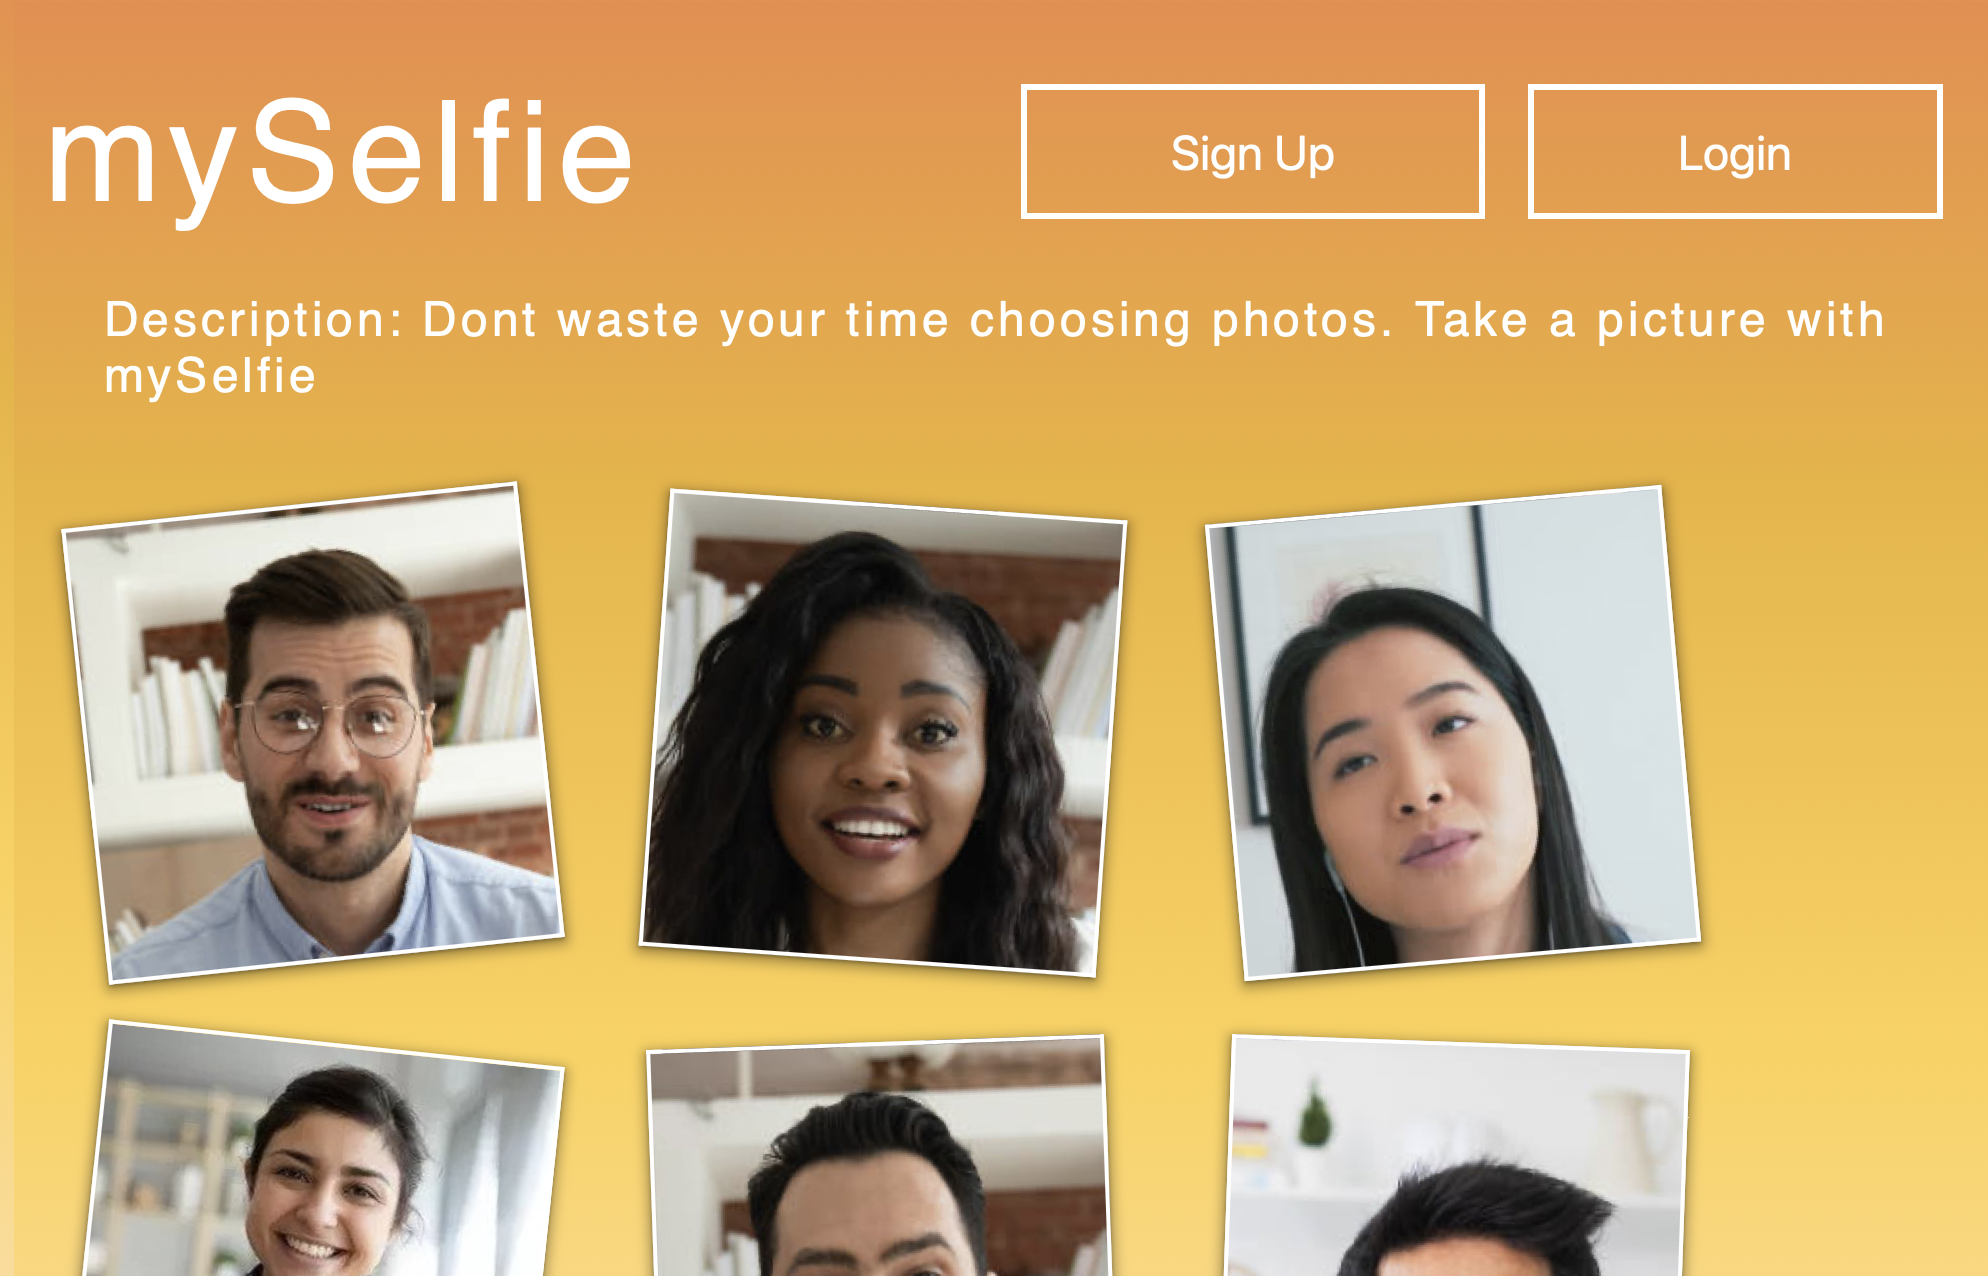 mySelfie
Sign Up
Login
Description: Dont waste your time choosing photos. Take a picture with
mySelfie